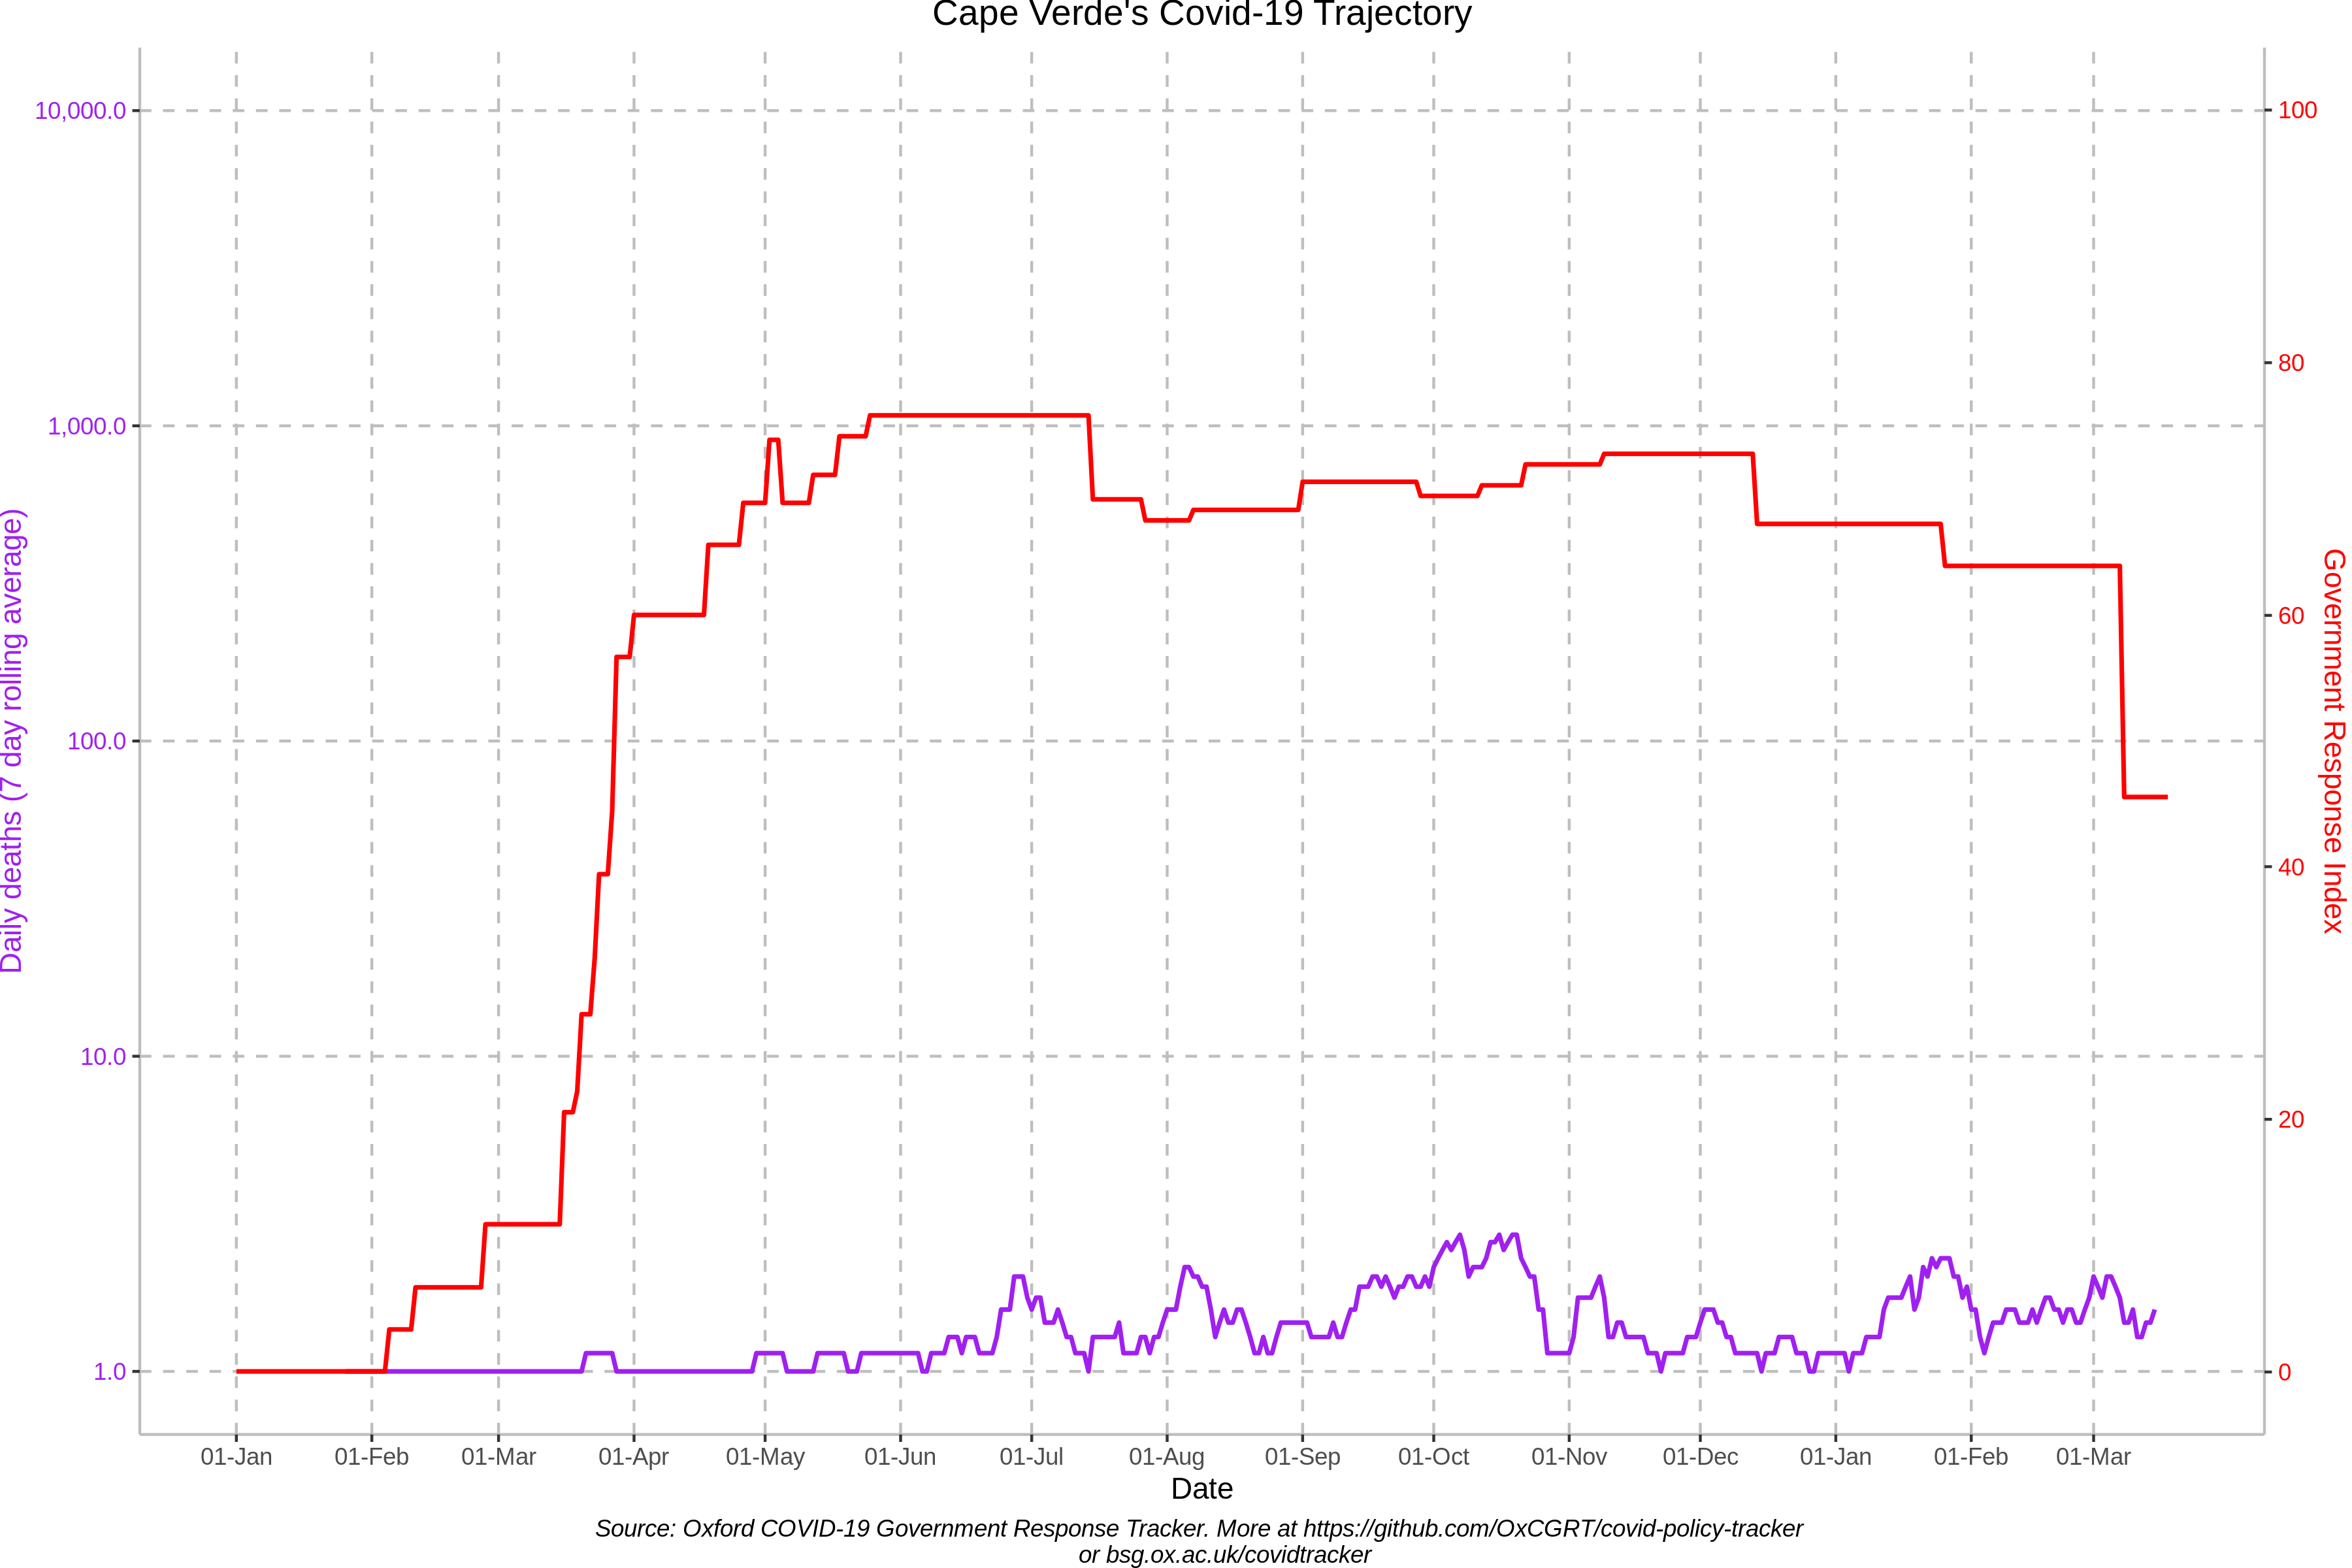 Cape Verde's Covid-19 Trajectory
10,000.0
1,000.0
100.0
10.0
1.0
Daily deaths (7 day rolling average)
100
80
60
40
20
0
Government Response Index
01-Jan 01-Feb 01-Mar 01-Apr 01-May 01-Jun 01-Jul 01-Aug 01-Sep 01-Oct 01-Nov 01-Dec 01-Jan 01-Feb 01-Mar
Date
Source: Oxford COVID-19 Government Response Tracker. More at https://github.com/OxCGRT/covid-policy-tracker
or bsg.ox.ac.uk/covidtracker